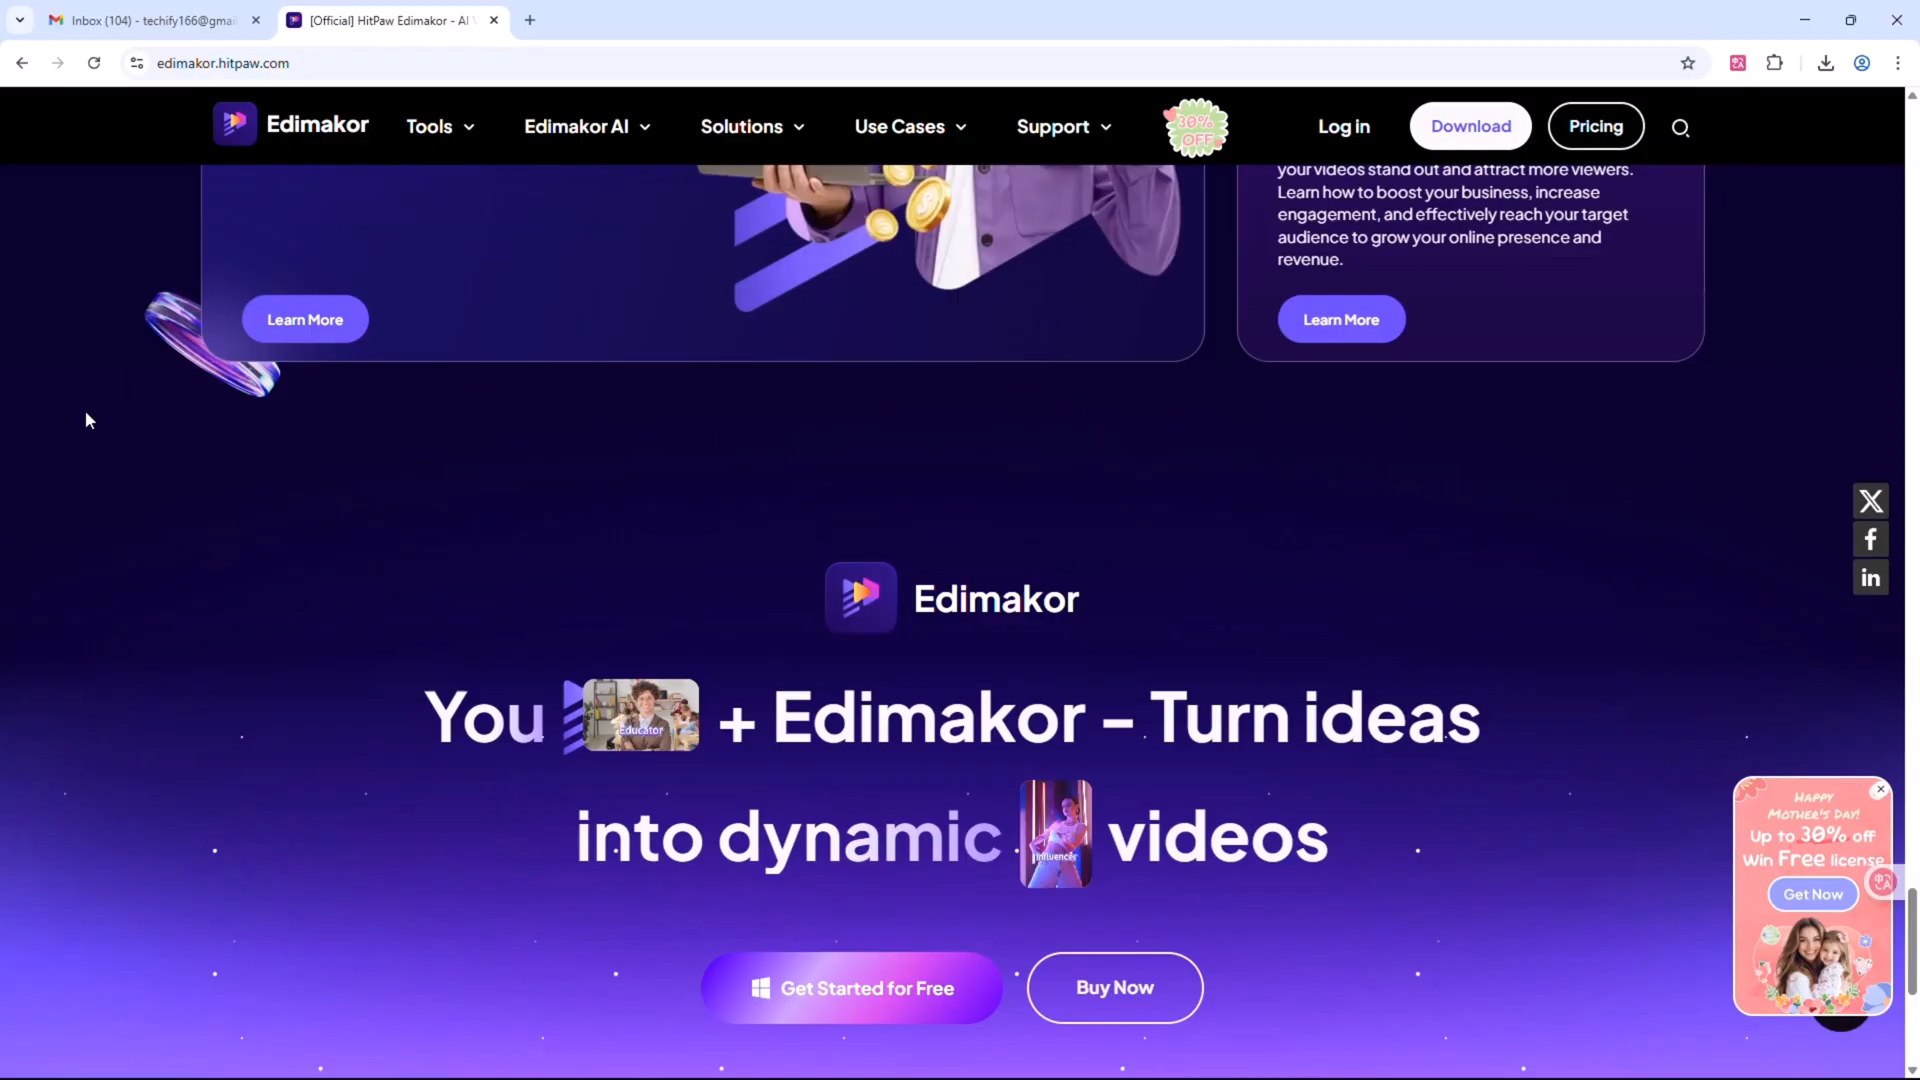 Inbox (104) - techify166@gmai
[Official] HitPaw Edimakor - AI
edimakor.hitpaw.com
Edimakor
Tools
Edimakor AI
Solutions
Use Cases
Support
30%
OFF
Log in
Download
Pricing
your videos stand out and attract more viewers.
Learn how to boost your business, increase
engagement, and effectively reach your target
audience to grow your online presence and
revenue.
Learn More
Learn More
Edimakor
You Educator + Edimakor – Turn ideas
into dynamic Influencer videos
Get Started for Free
Buy Now
HAPPY
MOTHER'S DAY!
Up to 30% off
Win Free license
Get Now